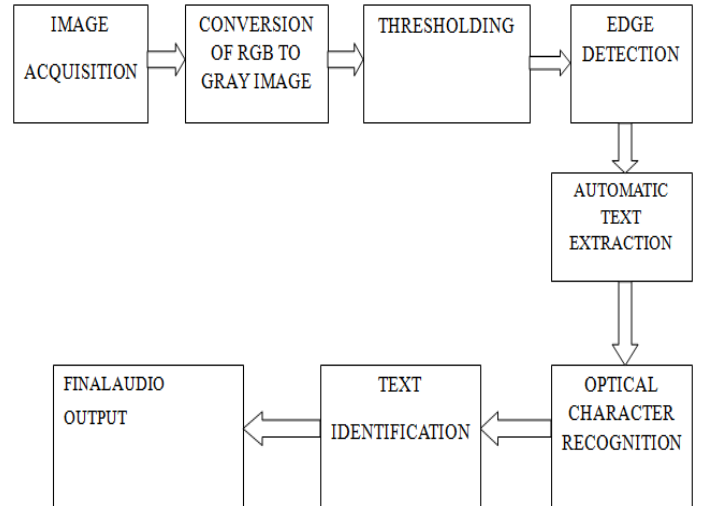 IMAGE
ACQUISITION
CONVERSION
OF RGB TO
GRAY IMAGE
THRESHOLDING
EDGE
DETECTION
AUTOMATIC
TEXT
EXTRACTION
OPTICAL
CHARACTER
RECOGNITION
TEXT
IDENTIFICATION
FINALAUDIO
OUTPUT